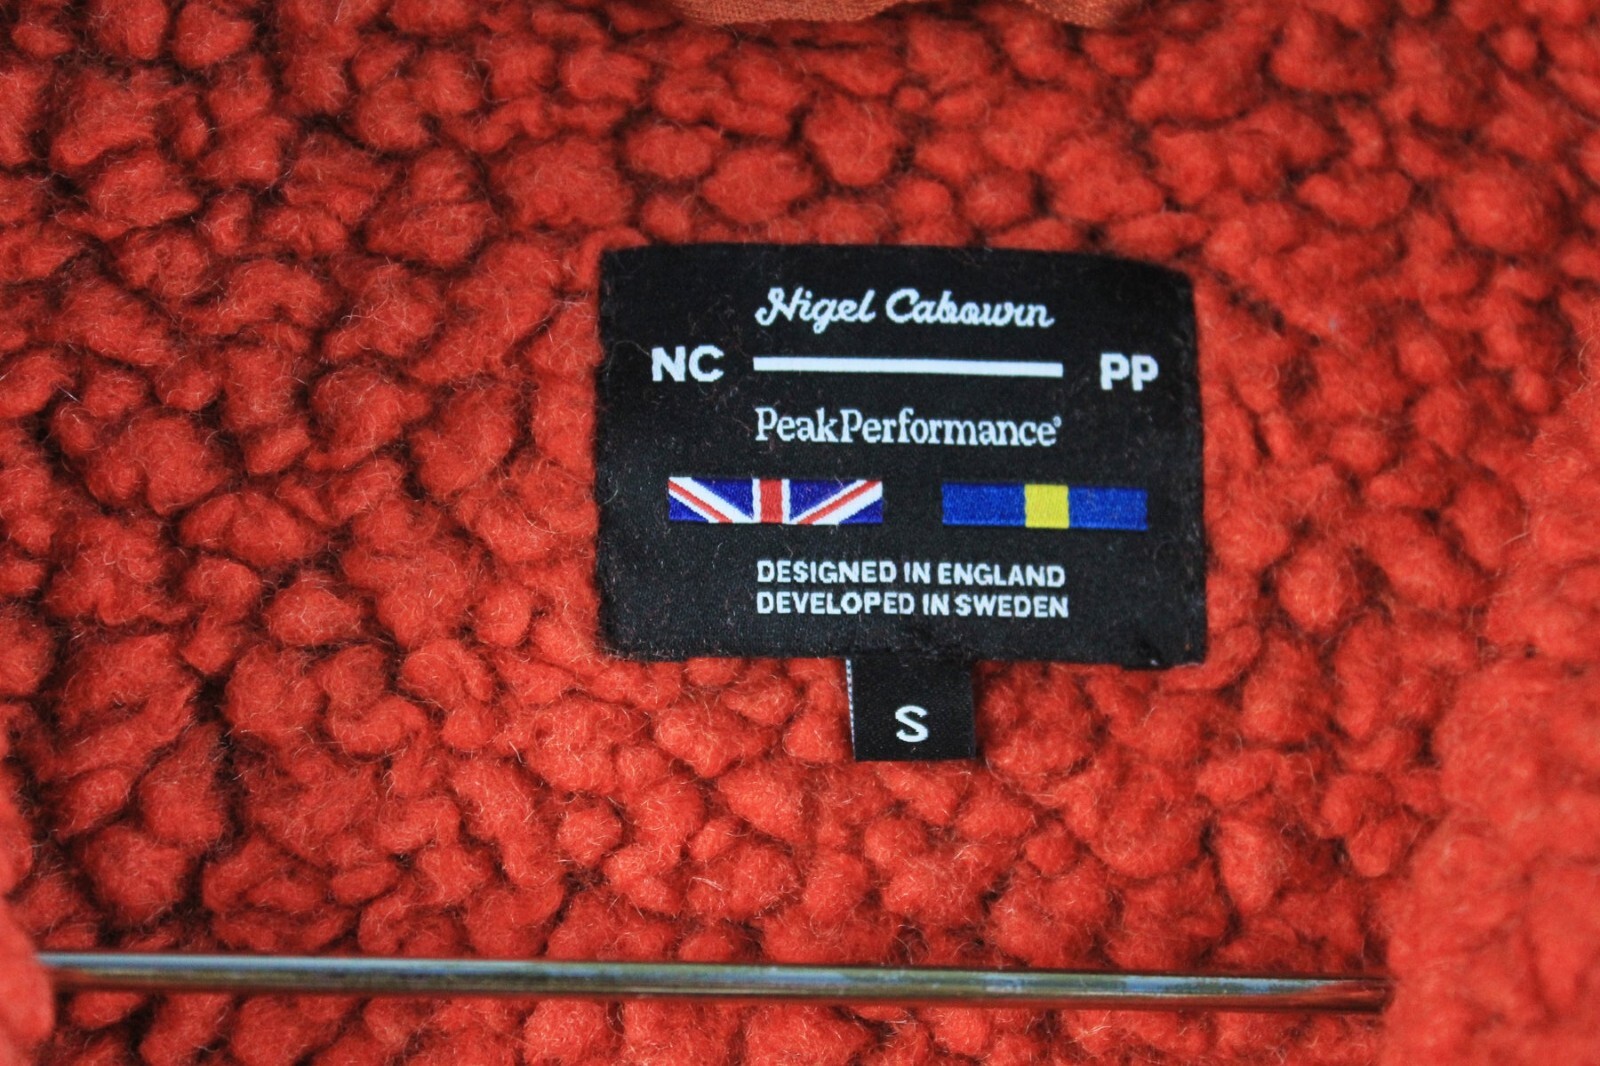 Nigel Cabourn
NC PP
PeakPerformance®
DESIGNED IN ENGLAND
DEVELOPED IN SWEDEN
S